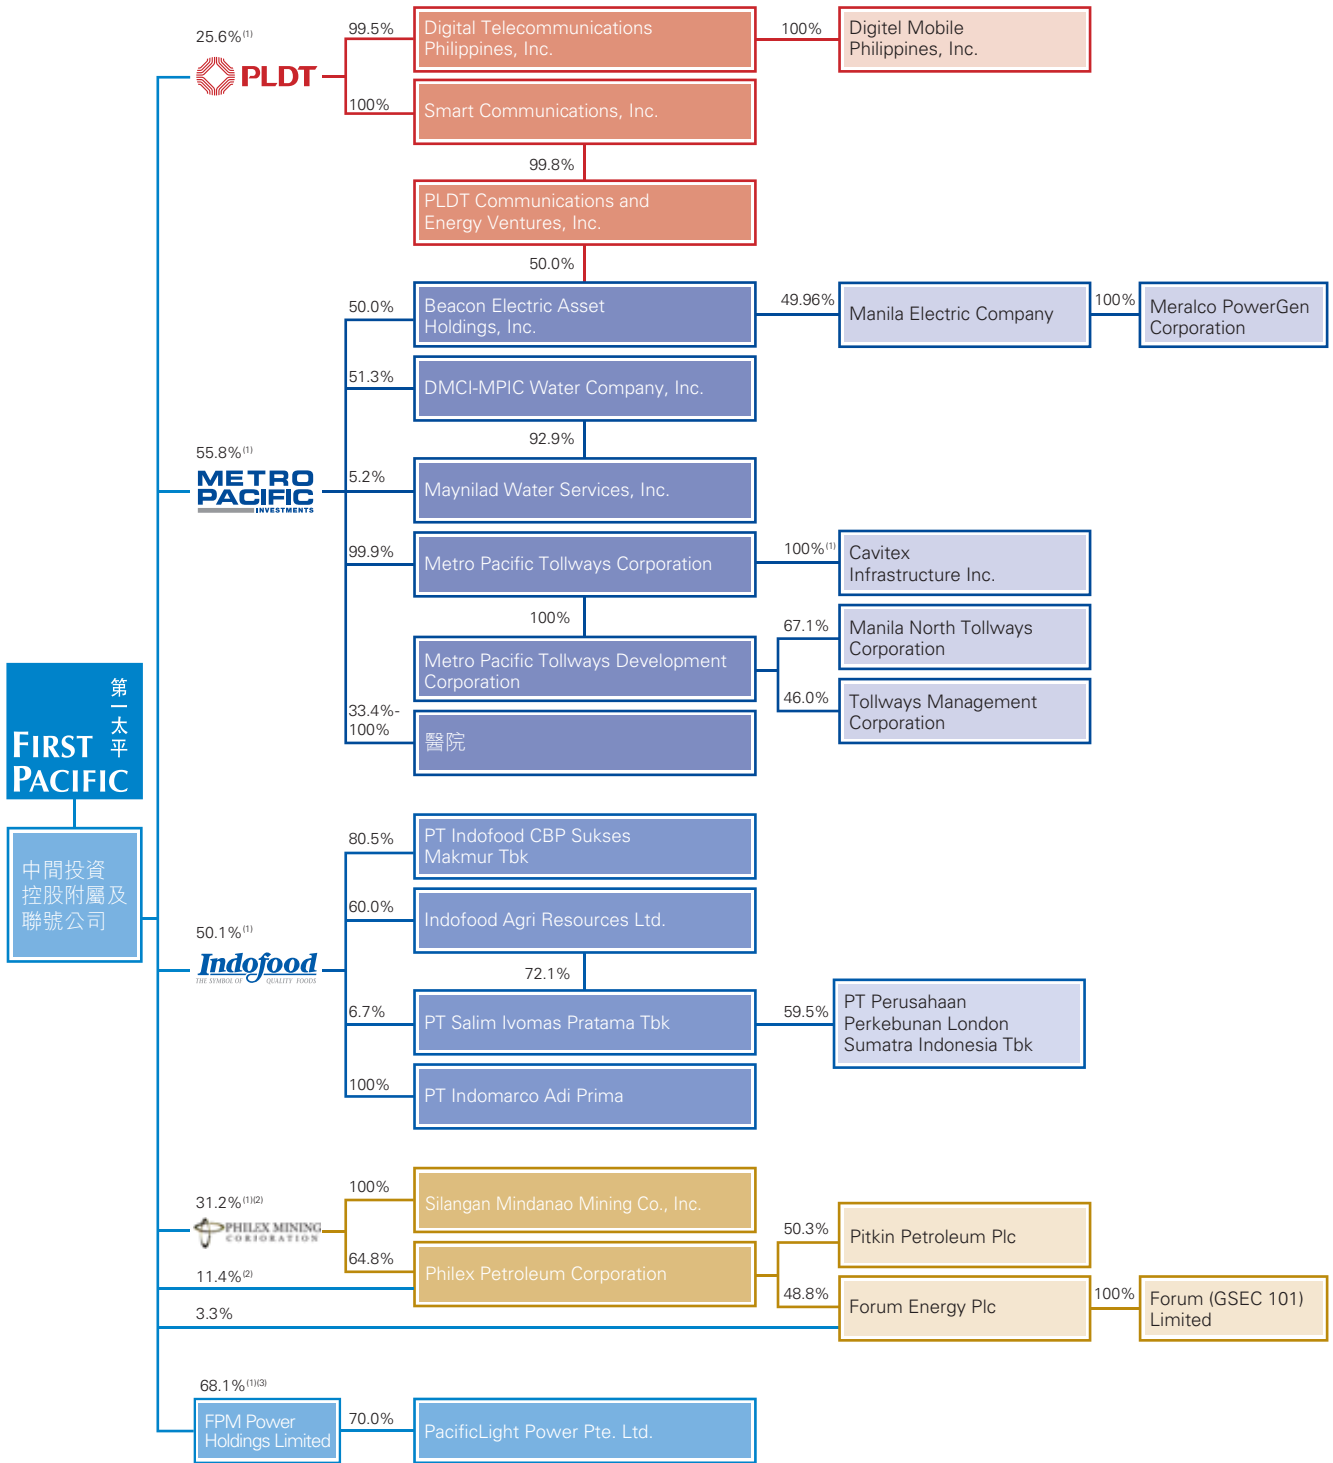 25.6%(1)
PLDT
99.5%
Digital Telecommunications
Philippines, Inc.
100%
Digitel Mobile
Philippines, Inc.
100%
Smart Communications, Inc.
99.8%
PLDT Communications and
Energy Ventures, Inc.
50.0%
50.0%
Beacon Electric Asset
Holdings, Inc.
49.96%
Manila Electric Company
100%
Meralco PowerGen
Corporation
51.3%
DMCI-MPIC Water Company, Inc.
92.9%
55.8%(1)
METRO
PACIFIC
INVESTMENTS
5.2%
Maynilad Water Services, Inc.
99.9%
Metro Pacific Tollways Corporation
100%(1)
Cavitex
Infrastructure Inc.
100%
Metro Pacific Tollways Development
Corporation
67.1%
Manila North Tollways
Corporation
46.0%
Tollways Management
Corporation
33.4%-
100%
醫院
第一太平
FIRST
PACIFIC
中間投資
控股附屬及
聯號公司
50.1%(1)
Indofood
THE SYMBOL OF QUALITY FOODS
80.5%
PT Indofood CBP Sukses
Makmur Tbk
60.0%
Indofood Agri Resources Ltd.
72.1%
6.7%
PT Salim Ivomas Pratama Tbk
59.5%
PT Perusahaan
Perkebunan London
Sumatra Indonesia Tbk
100%
PT Indomarco Adi Prima
31.2%(1)(2)
PHILEX MINING
CORPORATION
100%
Silangan Mindanao Mining Co., Inc.
64.8%
Philex Petroleum Corporation
50.3%
Pitkin Petroleum Plc
48.8%
Forum Energy Plc
100%
Forum (GSEC 101)
Limited
11.4%(2)
3.3%
68.1%(1)(3)
FPM Power
Holdings Limited
70.0%
PacificLight Power Pte. Ltd.